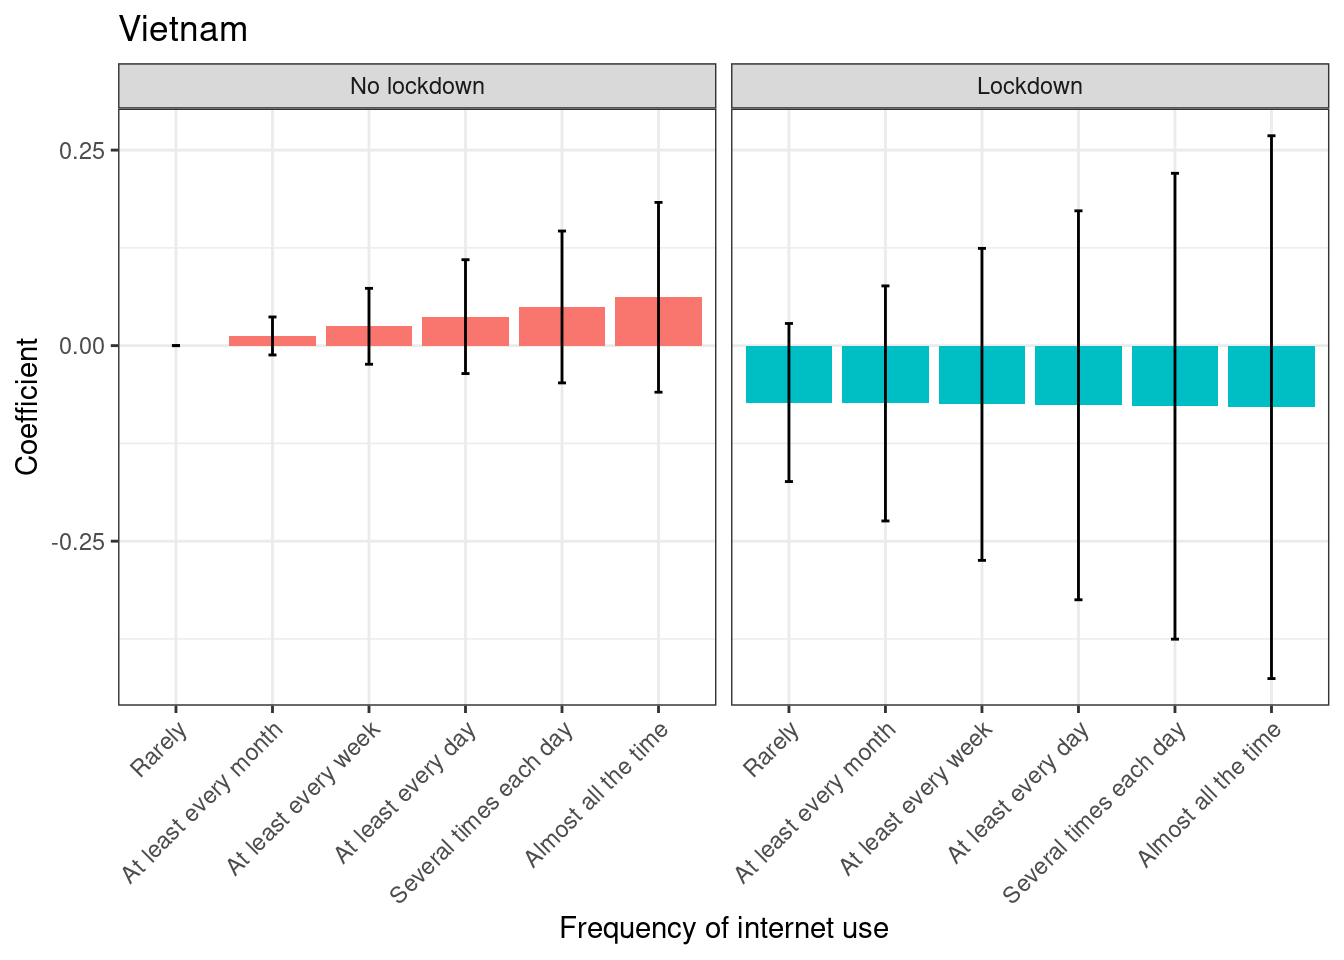 Vietnam
No lockdown
Lockdown
Coefficient
0.25
0.00
-0.25
Rarely
At least every month
At least every week
At least every day
Several times each day
Almost all the time
Rarely
At least every month
At least every week
At least every day
Several times each day
Almost all the time
Frequency of internet use